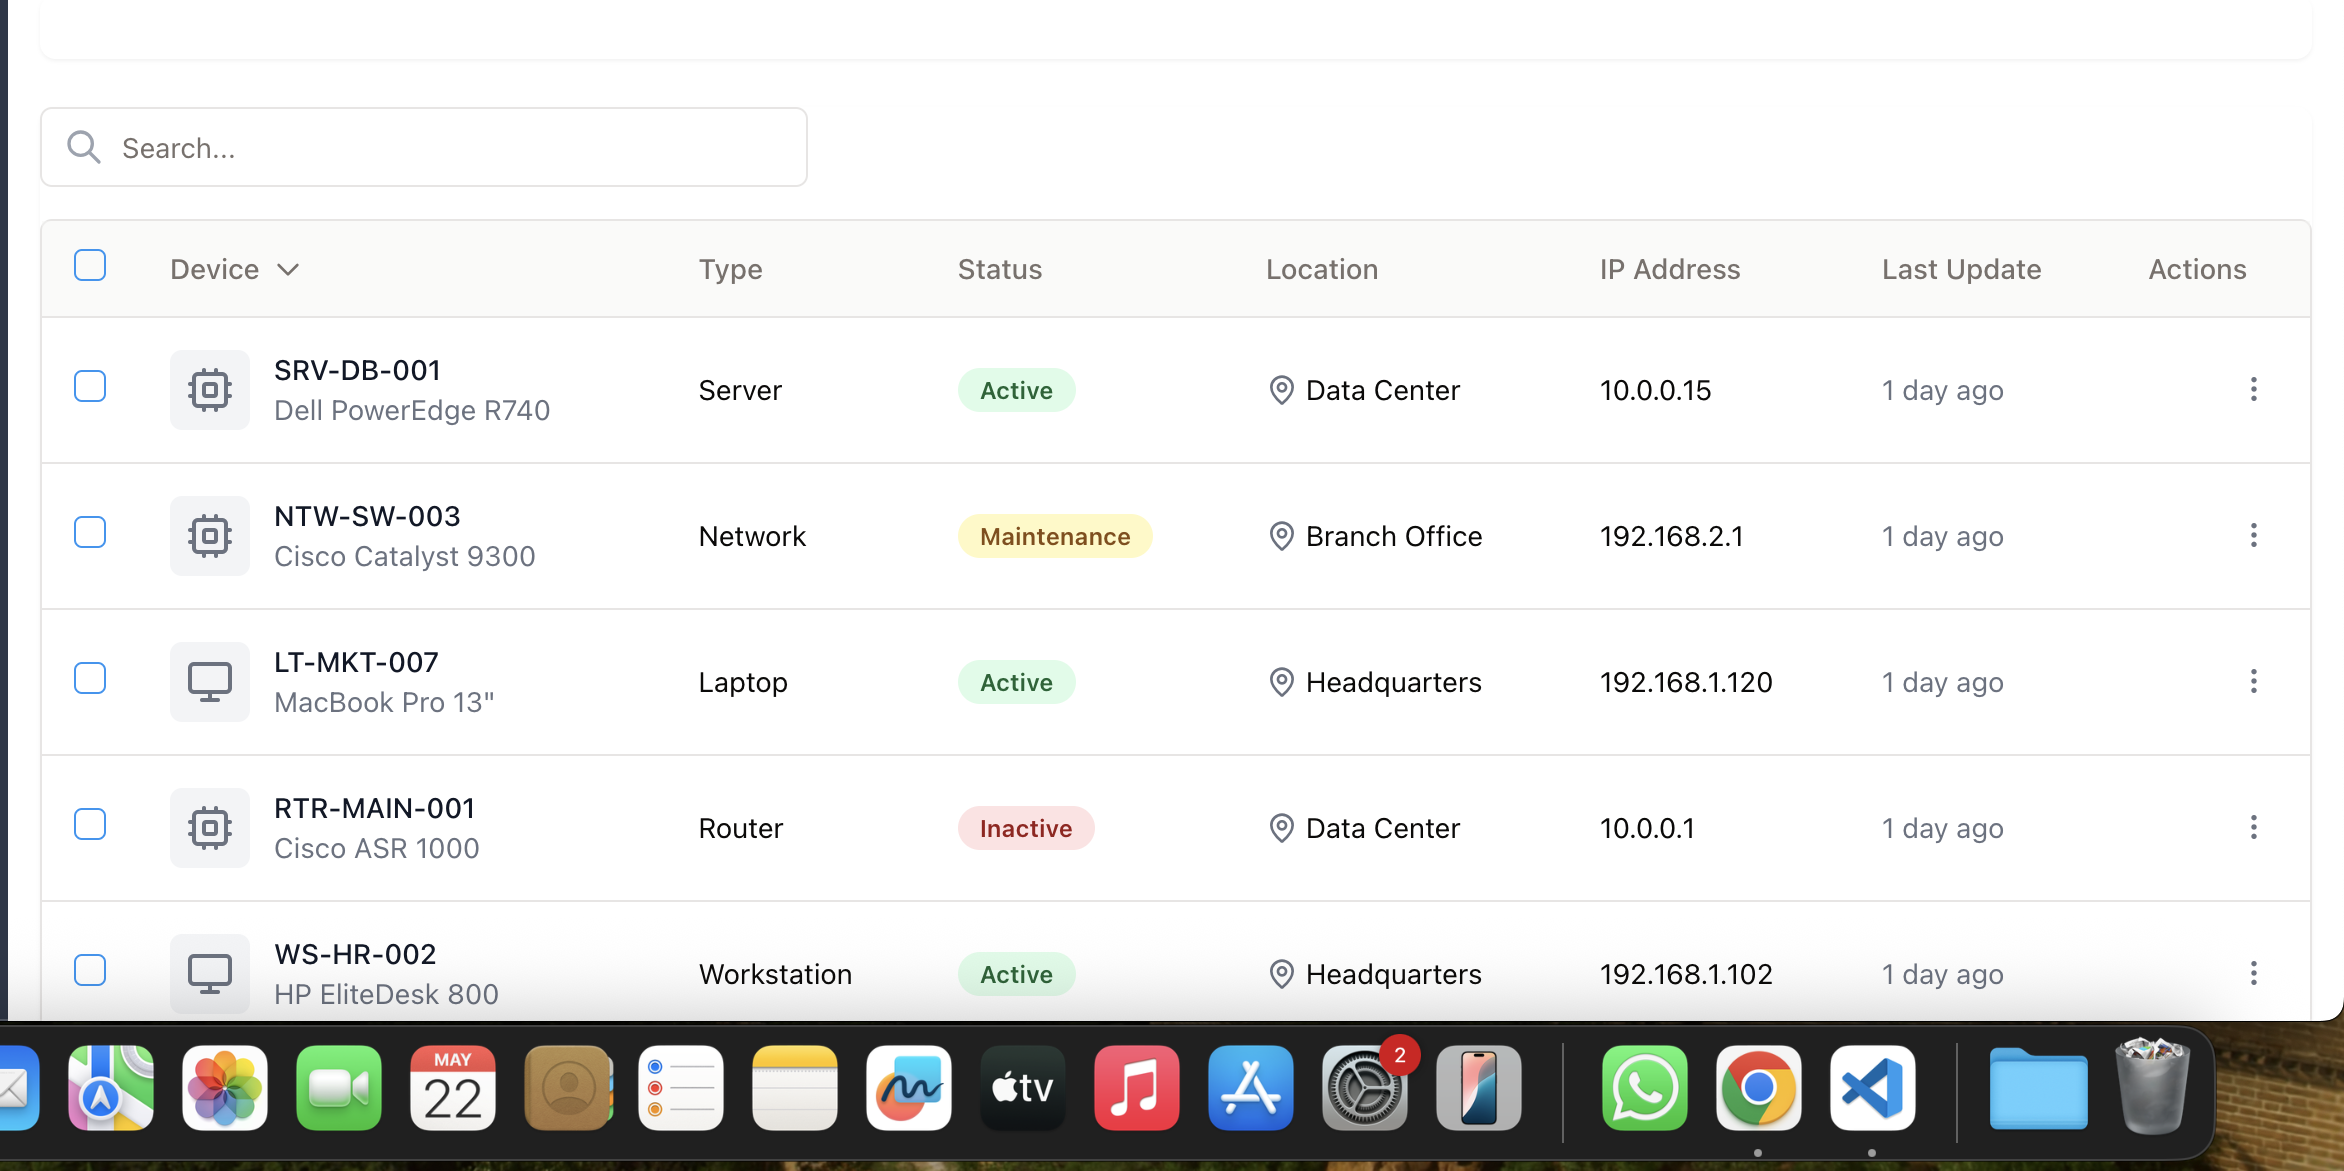 Search...
Device Type Status Location IP Address Last Update Actions
SRV-DB-001
Dell PowerEdge R740
Server Active Data Center 10.0.0.15 1 day ago
NTW-SW-003
Cisco Catalyst 9300
Network Maintenance Branch Office 192.168.2.1 1 day ago
LT-MKT-007
MacBook Pro 13"
Laptop Active Headquarters 192.168.1.120 1 day ago
RTR-MAIN-001
Cisco ASR 1000
Router Inactive Data Center 10.0.0.1 1 day ago
WS-HR-002
HP EliteDesk 800
Workstation Active Headquarters 192.168.1.102 1 day ago
MAY
22
tv
2